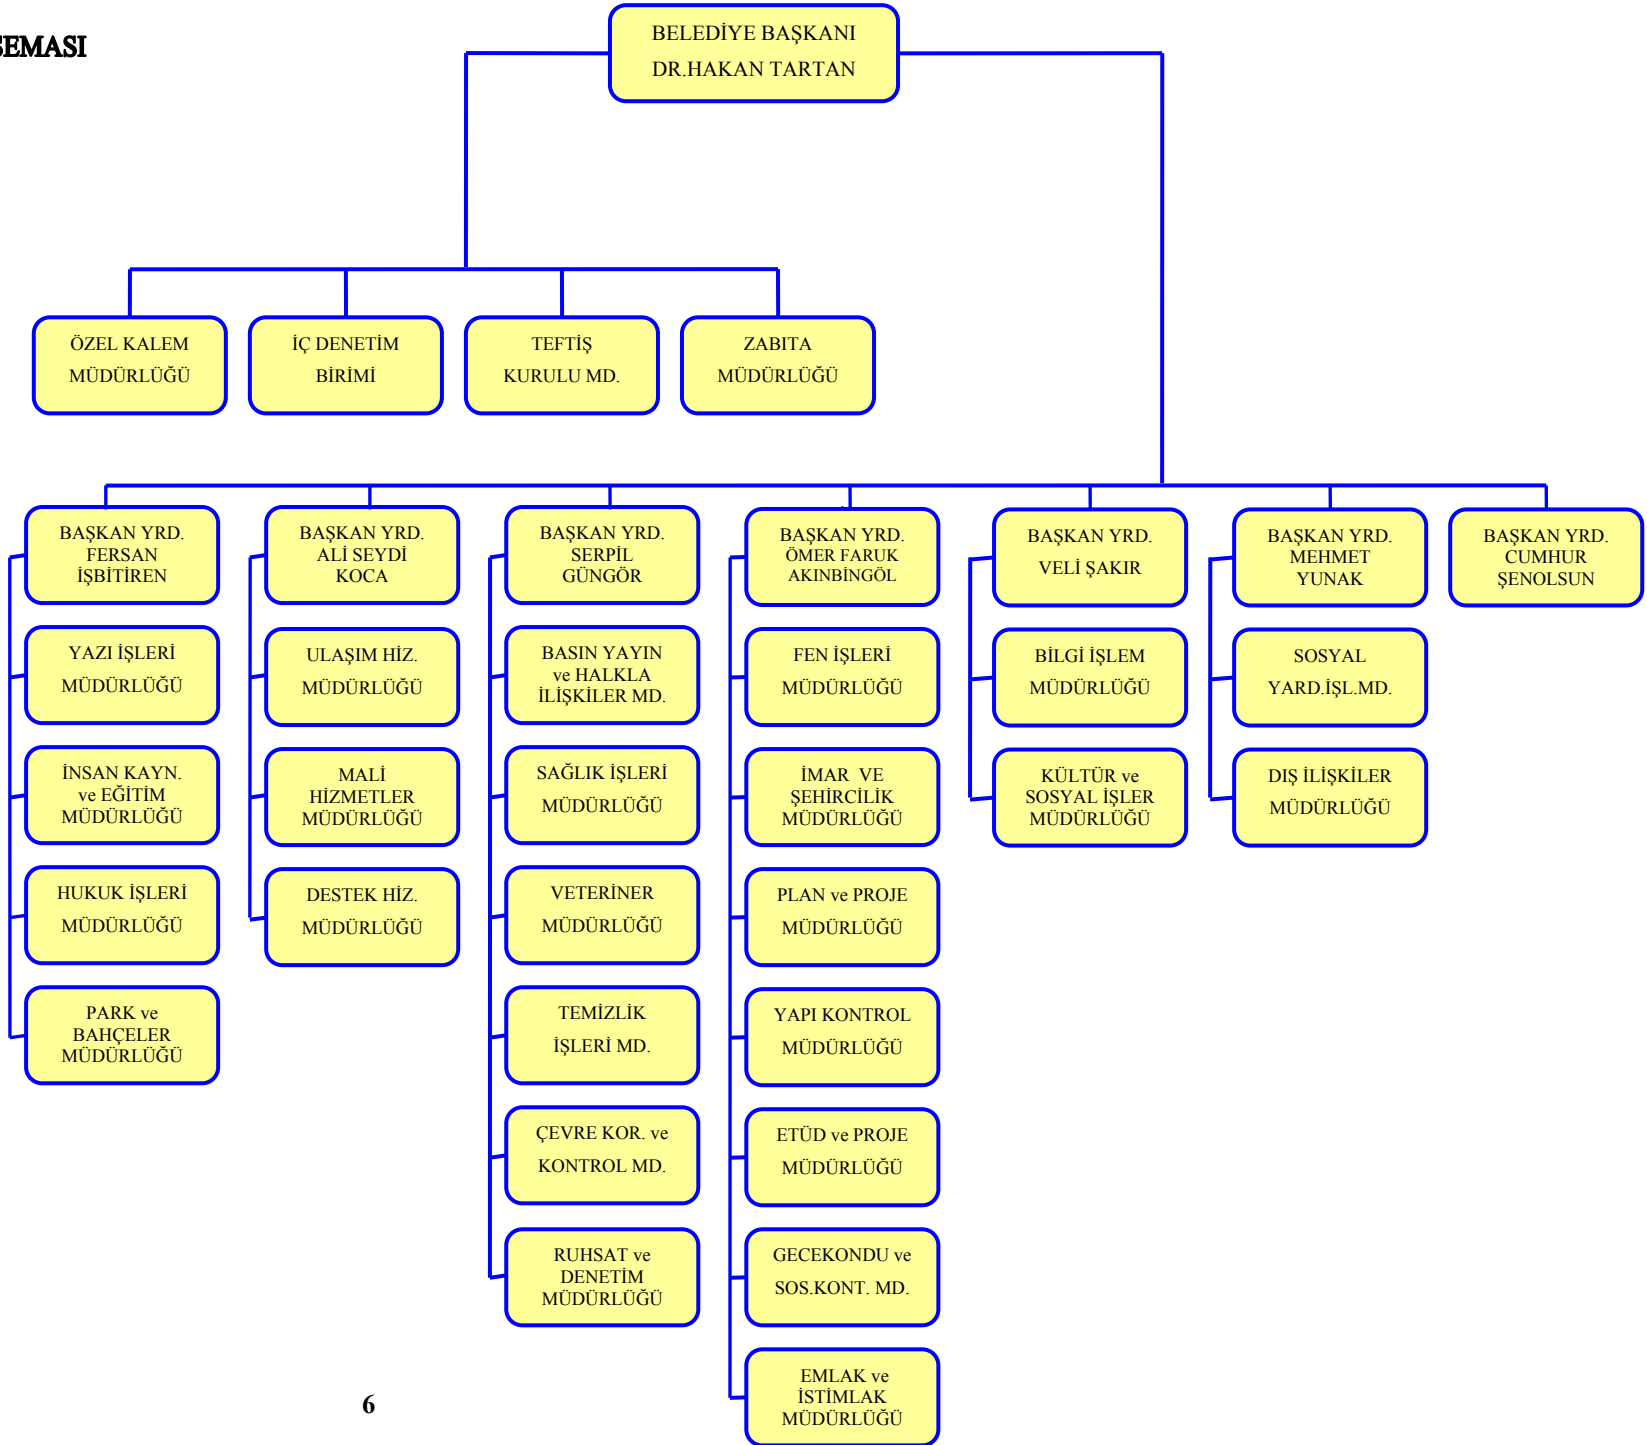 BELEDİYE BAŞKANI
DR.HAKAN TARTAN
ÖZEL KALEM
MÜDÜRLÜĞÜ
İÇ DENETİM
BİRİMİ
TEFTİŞ
KURULU MD.
ZABITA
MÜDÜRLÜĞÜ
BAŞKAN YRD.
FERSAN
İŞBİTİREN
YAZI İŞLERİ
MÜDÜRLÜĞÜ
İNSAN KAYN.
ve EĞİTİM
MÜDÜRLÜĞÜ
HUKUK İŞLERİ
MÜDÜRLÜĞÜ
PARK ve
BAHÇELER
MÜDÜRLÜĞÜ
BAŞKAN YRD.
ALİ SEYDİ
KOCA
ULAŞIM HİZ.
MÜDÜRLÜĞÜ
MALİ
HİZMETLER
MÜDÜRLÜĞÜ
DESTEK HİZ.
MÜDÜRLÜĞÜ
BAŞKAN YRD.
SERPİL
GÜNGÖR
BASIN YAYIN
ve HALKLA
İLİŞKİLER MD.
SAĞLIK İŞLERİ
MÜDÜRLÜĞÜ
VETERİNER
MÜDÜRLÜĞÜ
TEMİZLİK
İŞLERİ MD.
ÇEVRE KOR. ve
KONTROL MD.
RUHSAT ve
DENETİM
MÜDÜRLÜĞÜ
BAŞKAN YRD.
ÖMER FARUK
AKINBİNGÖL
FEN İŞLERİ
MÜDÜRLÜĞÜ
İMAR VE
ŞEHİRCİLİK
MÜDÜRLÜĞÜ
PLAN ve PROJE
MÜDÜRLÜĞÜ
YAPI KONTROL
MÜDÜRLÜĞÜ
ETÜD ve PROJE
MÜDÜRLÜĞÜ
GECEKONDU ve
SOS.KONT. MD.
EMLAK ve
İSTİMLAK
MÜDÜRLÜĞÜ
BAŞKAN YRD.
VELİ ŞAKIR
BİLGİ İŞLEM
MÜDÜRLÜĞÜ
KÜLTÜR ve
SOSYAL İŞLER
MÜDÜRLÜĞÜ
BAŞKAN YRD.
MEHMET
YUNAK
SOSYAL
YARD.İŞL.MD.
DIŞ İLİŞKİLER
MÜDÜRLÜĞÜ
BAŞKAN YRD.
CUMHUR
ŞENOLSUN
6